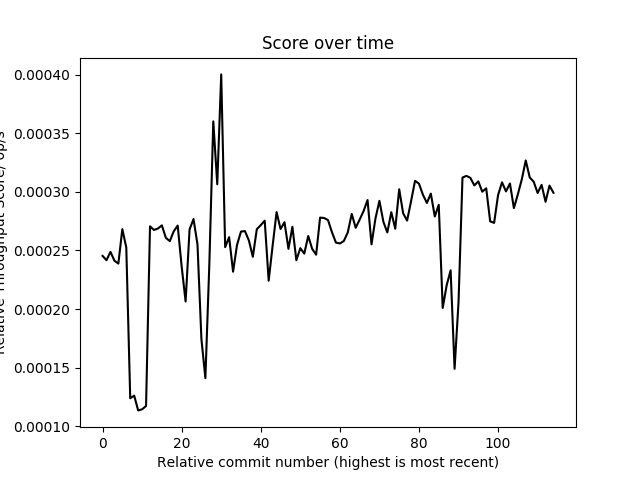 Score over time
Relative Throughput Score/ op/s
0.00040
0.00035
0.00030
0.00025
0.00020
0.00015
0.00010
0 20 40 60 80 100
Relative commit number (highest is most recent)